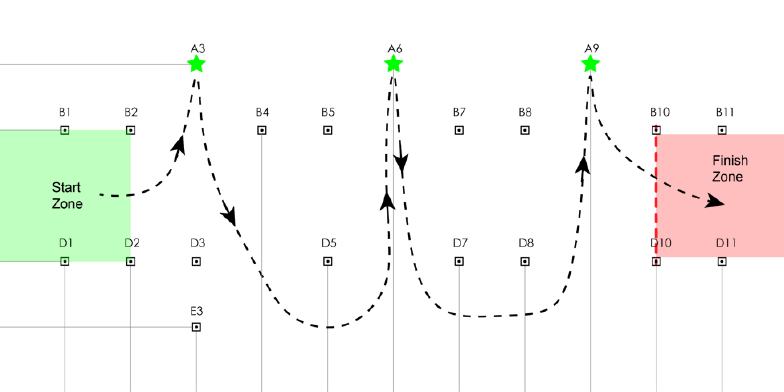 A3 A6 A9
B1 B2 B4 B5 B7 B8 B10 B11
Start
Zone
Finish
Zone
D1 D2 D3 D5 D7 D8 D10 D11
E3